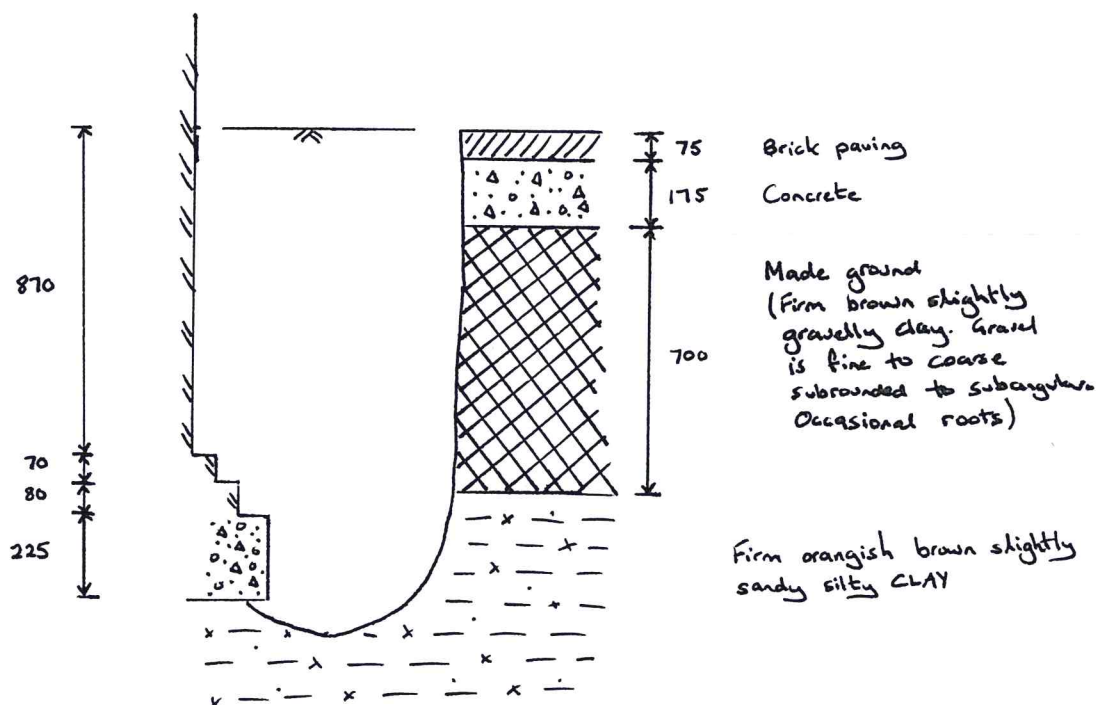 870
70
80
225
75
175
700
Brick paving
Concrete
Made ground
(Firm brown slightly
gravelly clay. Gravel
is fine to coarse
subrounded to subangular.
Occasional roots)
Firm orangish brown slightly
sandy silty CLAY